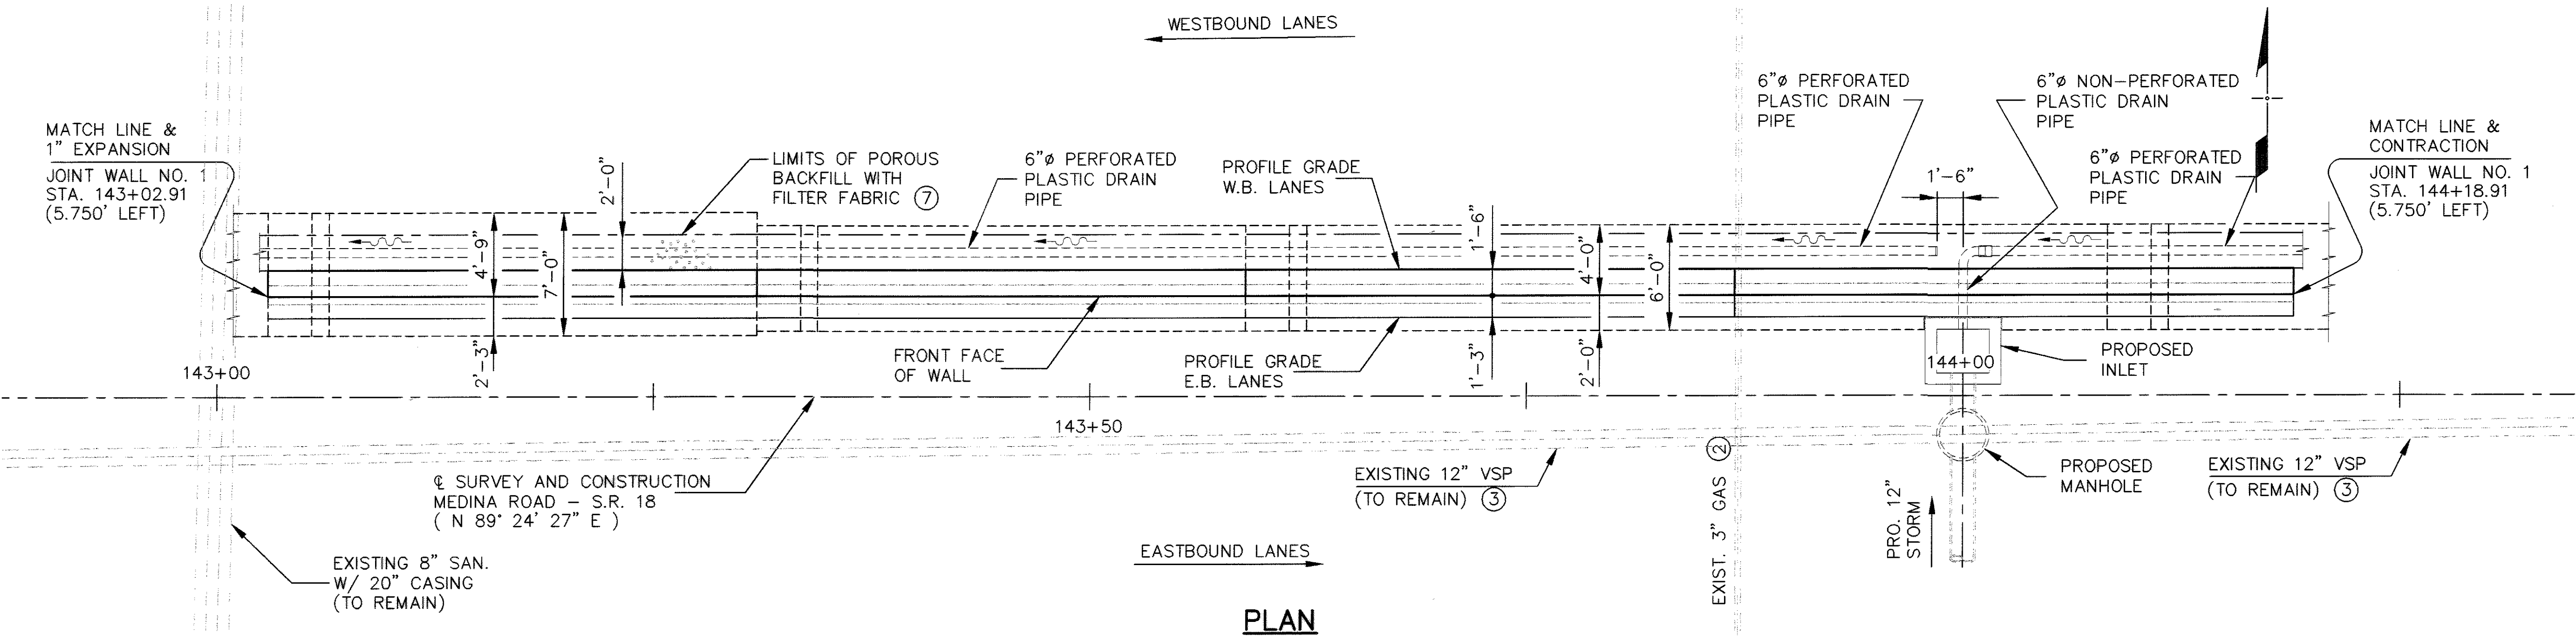 WESTBOUND LANES
MATCH LINE &
1" EXPANSION
JOINT WALL NO. 1
STA. 143+02.91
(5.750' LEFT)
2'-0"
LIMITS OF POROUS
BACKFILL WITH
FILTER FABRIC 7
6"ø PERFORATED
PLASTIC DRAIN
PIPE
PROFILE GRADE
W.B. LANES
6"ø PERFORATED
PLASTIC DRAIN
PIPE
6"ø NON-PERFORATED
PLASTIC DRAIN
PIPE
6"ø PERFORATED
PLASTIC DRAIN
PIPE
1'-6"
MATCH LINE &
CONTRACTION
JOINT WALL NO. 1
STA. 144+18.91
(5.750' LEFT)
4'-9"
7'-0"
2'-3"
1'-6"
1'-3"
4'-0"
2'-0"
6'-0"
FRONT FACE
OF WALL
PROFILE GRADE
E.B. LANES
144+00
PROPOSED
INLET
143+00
143+50
℄ SURVEY AND CONSTRUCTION
MEDINA ROAD - S.R. 18
( N 89° 24' 27" E )
EXISTING 12" VSP
(TO REMAIN) 3
EXIST. 3" GAS 2
PRO. 12"
STORM
PROPOSED
MANHOLE
EXISTING 12" VSP
(TO REMAIN) 3
EXISTING 8" SAN.
W/ 20" CASING
(TO REMAIN)
EASTBOUND LANES
PLAN